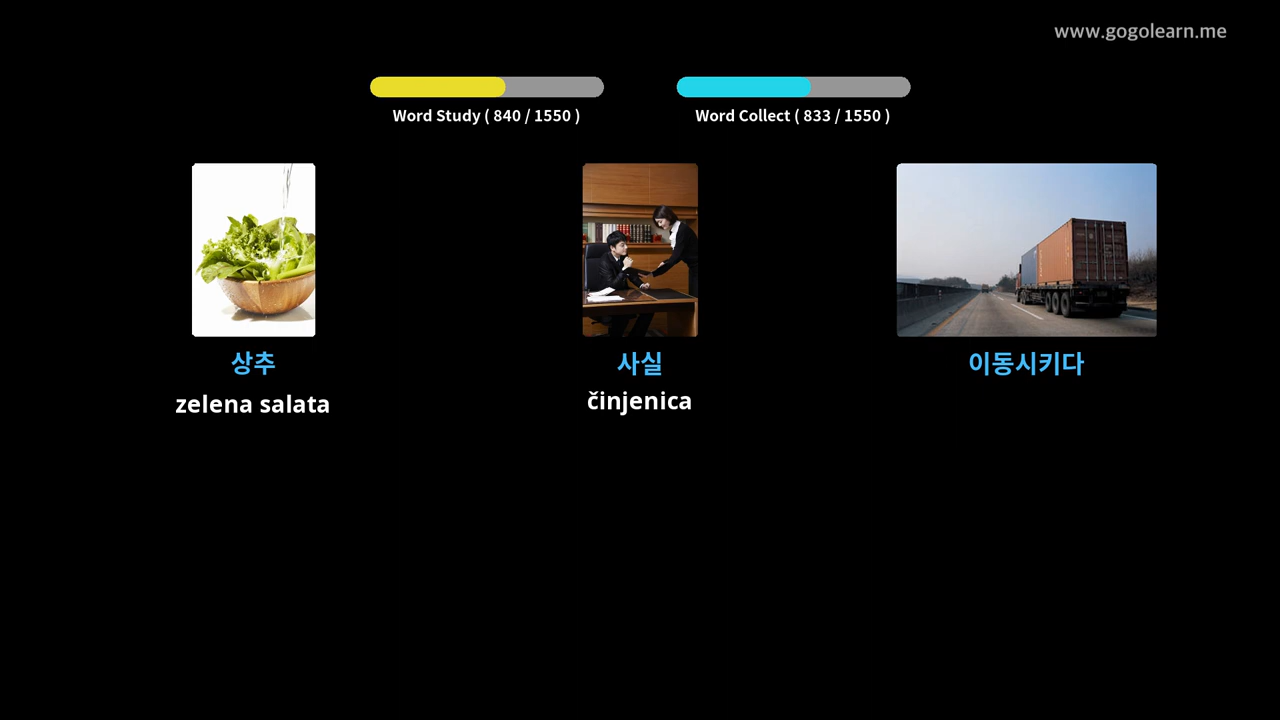 www.gogolearn.me
Word Study ( 840 / 1550 )
Word Collect ( 833 / 1550 )
상추
zelena salata
사실
činjenica
이동시키다